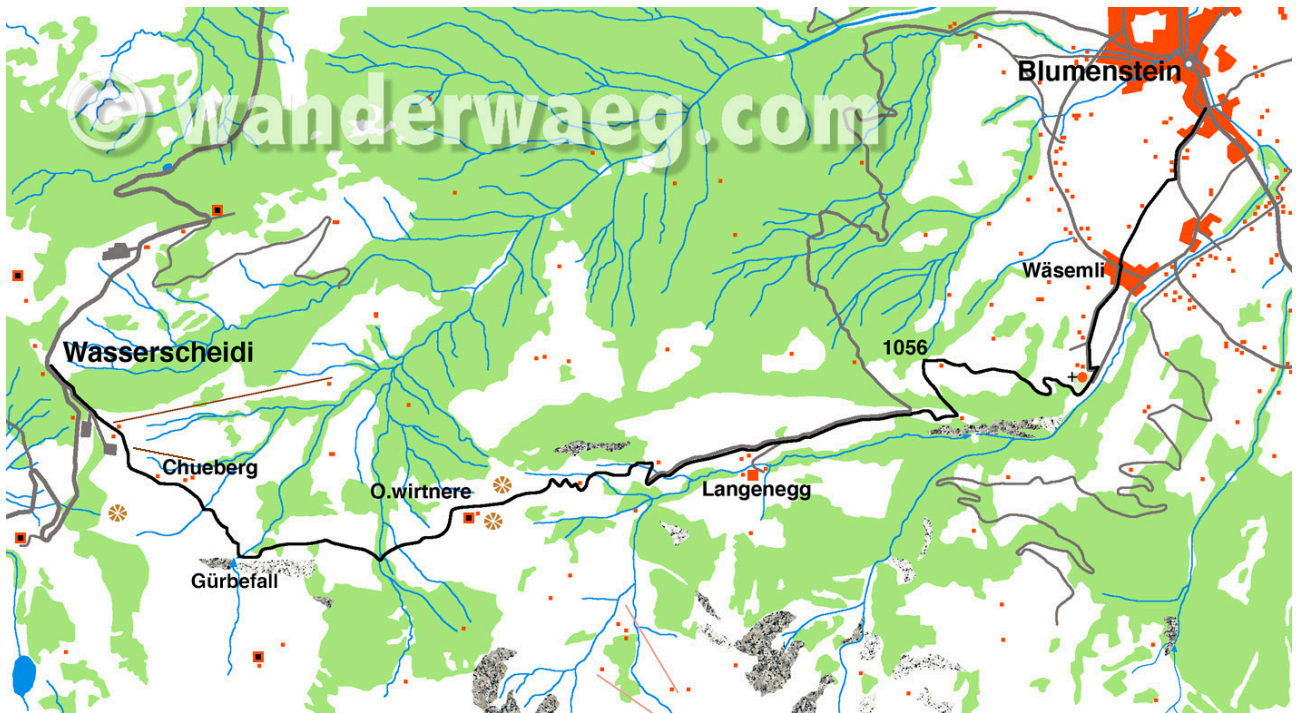 Blumenstein
© wanderwaeg.com
Wäsemli
1056
Wasserscheidi
Chueberg
O.wirtnere
Langenegg
Gürbefall